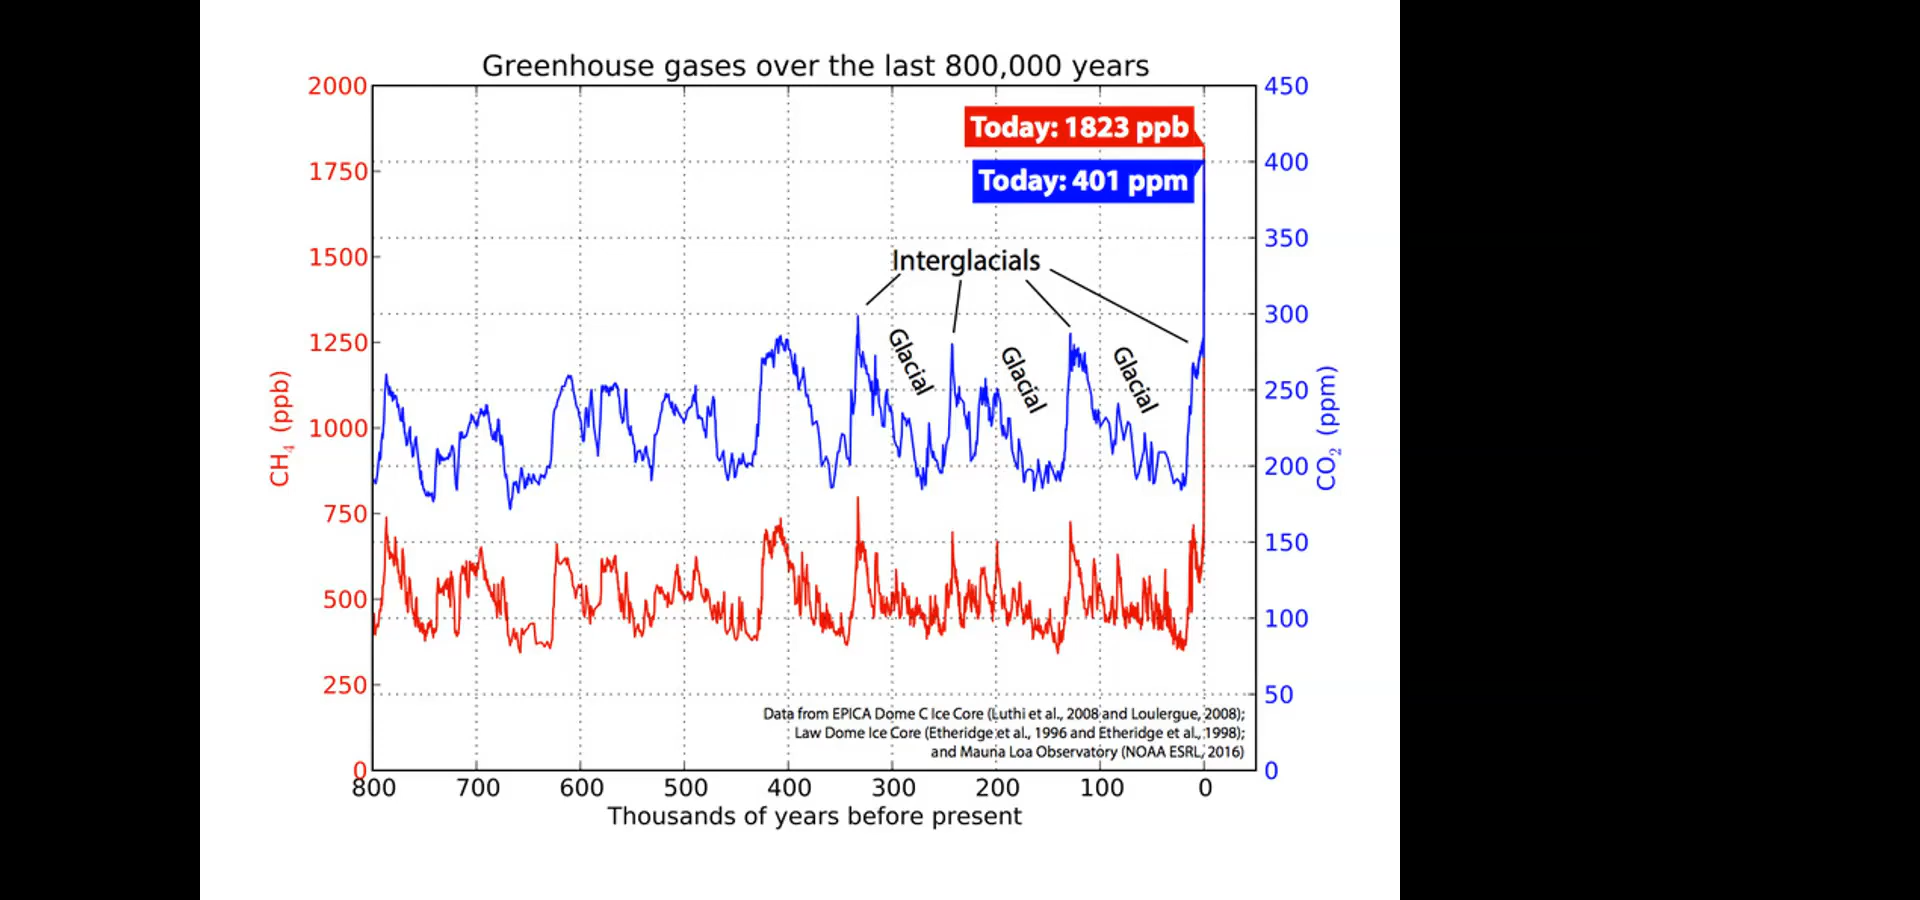 Greenhouse gases over the last 800,000 years
2000
1750
1500
1250
1000
750
500
250
0
CH₄ (ppb)
450
400
350
300
250
200
150
100
50
0
CO₂ (ppm)
Today: 1823 ppb
Today: 401 ppm
Interglacials
Glacial
Glacial
Glacial
Data from EPICA Dome C Ice Core (Luthi et al., 2008 and Loulergue, 2008);
Law Dome Ice Core (Etheridge et al., 1996 and Etheridge et al., 1998);
and Mauna Loa Observatory (NOAA ESRL, 2016)
800 700 600 500 400 300 200 100 0
Thousands of years before present